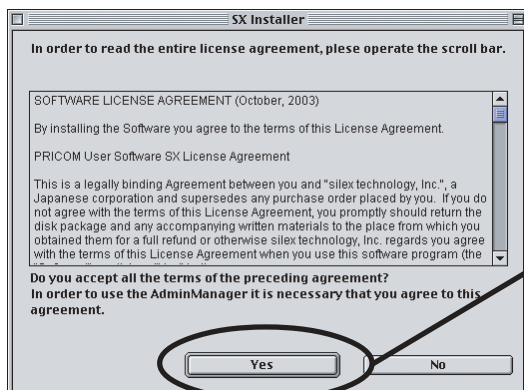 SX Installer
In order to read the entire license agreement, plese operate the scroll bar.
SOFTWARE LICENSE AGREEMENT (October, 2003)
By installing the Software you agree to the terms of this License Agreement.
PRICOM User Software SX License Agreement
This is a legally binding Agreement between you and "silex technology, Inc.", a
Japanese corporation and supersedes any purchase order placed by you. If you do
not agree with the terms of this License Agreement, you promptly should return the
disk package and any accompanying written materials to the place from which you
obtained them for a full refund or otherwise silex technology, Inc. regards you agree
with the terms of this License Agreement when you use this software program (the
Do you accept all the terms of the preceding agreement?
In order to use the AdminManager it is necessary that you agree to this
agreement.
Yes
No